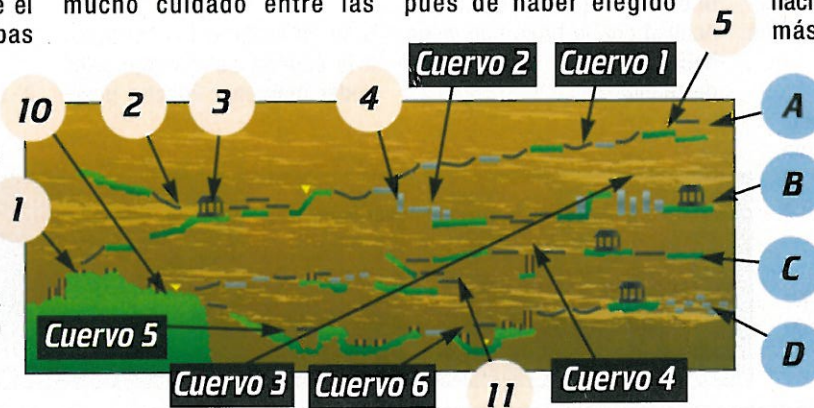 mucho cuidado entre las
pués de haber elegido
más
5
Cuervo 2
Cuervo 1
10
2
3
4
A
B
1
C
Cuervo 5
D
Cuervo 3
Cuervo 6
11
Cuervo 4